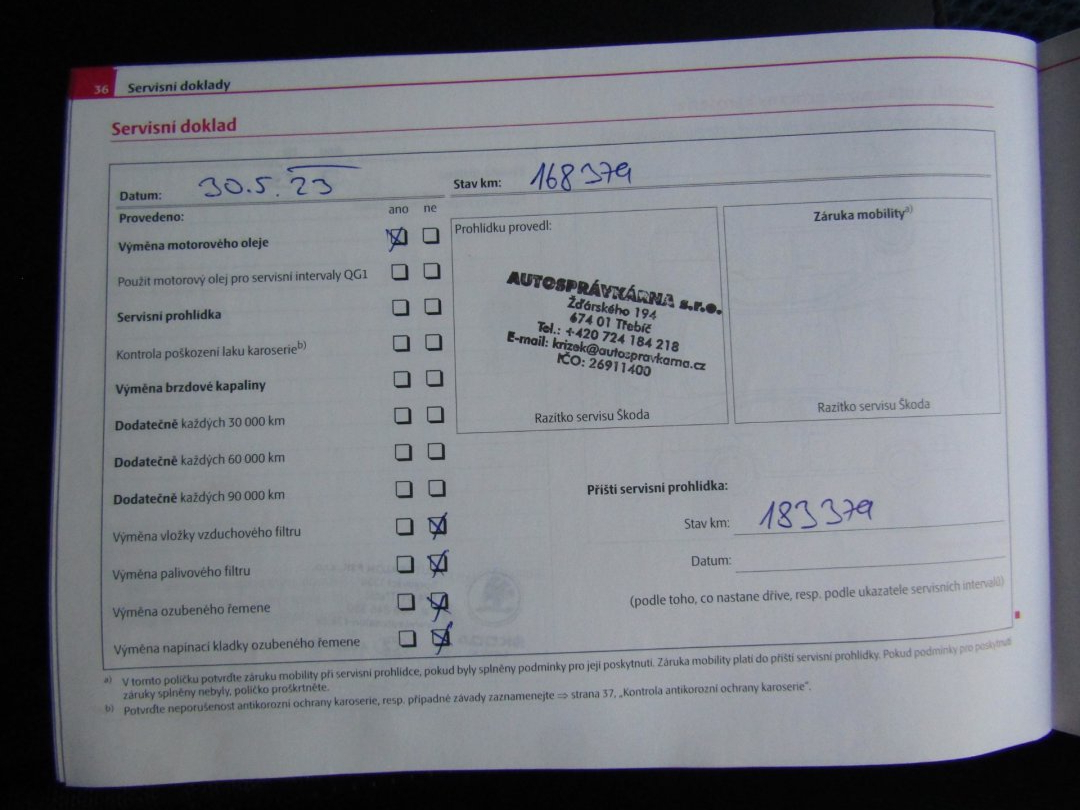 36 Servisní doklady
Servisní doklad
Datum: 30.5.23 Stav km: 168379
Provedeno: ano ne
Výměna motorového oleje
Použit motorový olej pro servisní intervaly QG1
Servisní prohlídka
Kontrola poškození laku karoserieb)
Výměna brzdové kapaliny
Dodatečně každých 30 000 km
Dodatečně každých 60 000 km
Dodatečně každých 90 000 km
Výměna vložky vzduchového filtru
Výměna palivového filtru
Výměna ozubeného řemene
Výměna napínací kladky ozubeného řemene
Prohlídku provedl:
AUTOSPRÁVKÁRNA s.r.o.
Žďárského 194
674 01 Třebíč
Tel.: +420 724 184 218
E-mail: krizek@autospravkarna.cz
IČO: 26911400
Razítko servisu Škoda
Záruka mobilitya)
Razítko servisu Škoda
Příští servisní prohlídka:
Stav km: 183379
Datum:
(podle toho, co nastane dříve, resp. podle ukazatele servisních intervalů)
a) V tomto políčku potvrďte záruku mobility při servisní prohlídce, pokud byly splněny podmínky pro její poskytnutí. Záruka mobility platí do příští servisní prohlídky. Pokud podmínky pro poskytnutí
záruky splněny nebyly, políčko proškrtněte.
b) Potvrďte neporušenost antikorozní ochrany karoserie, resp. případné závady zaznamenejte ⇒ strana 37, „Kontrola antikorozní ochrany karoserie“.